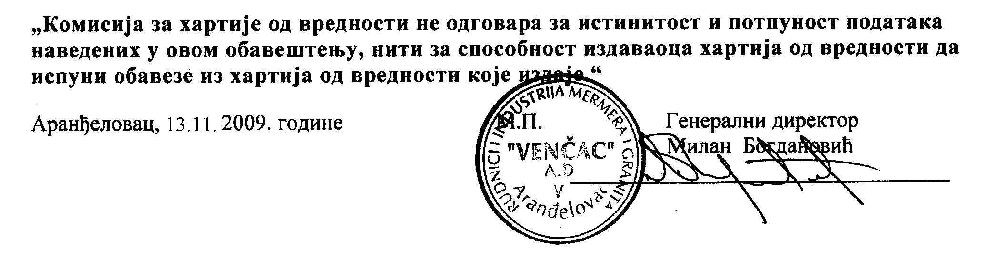 „Комисија за хартије од вредности не одговара за истинитост и потпуност података
наведених у овом обавештењу, нити за способност издаваоца хартија од вредности да
испуни обавезе из хартија од вредности које издаје “
Аранђеловац, 13.11. 2009. године
М.П.
Генерални директор
Милан Богдановић
RUDNICI I INDUSTRIJA MERMERA I GRANITA
"VENČAC"
A.D
V
Aranđelovac